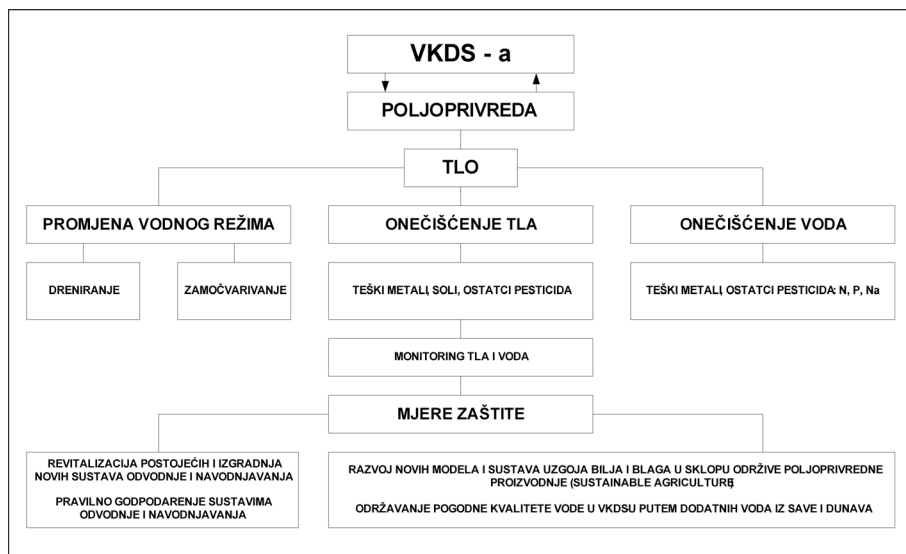 VKDS - a
POLJOPRIVREDA
TLO
PROMJENA VODNOG REŽIMA
ONEČIŠĆENJE TLA
ONEČIŠĆENJE VODA
DRENIRANJE
ZAMOČVARIVANJE
TEŠKI METALI, SOLI, OSTATCI PESTICIDA
TEŠKI METALI, OSTATCI PESTICIDA: N, P, Na
MONITORING TLA I VODA
MJERE ZAŠTITE
REVITALIZACIJA POSTOJEĆIH I IZGRADNJA
NOVIH SUSTAVA ODVODNJE I NAVODNJAVANJA
PRAVILNO GODPODARENJE SUSTAVIMA
ODVODNJE I NAVODNJAVANJA
RAZVOJ NOVIH MODELA I SUSTAVA UZGOJA BILJA I BLAGA U SKLOPU ODRŽIVE POLJOPRIVREDNE
PROIZVODNJE (SUSTAINABLE AGRICULTURE),
ODRŽAVANJE POGODNE KVALITETE VODE U VKDSU PUTEM DODATNIH VODA IZ SAVE I DUNAVA